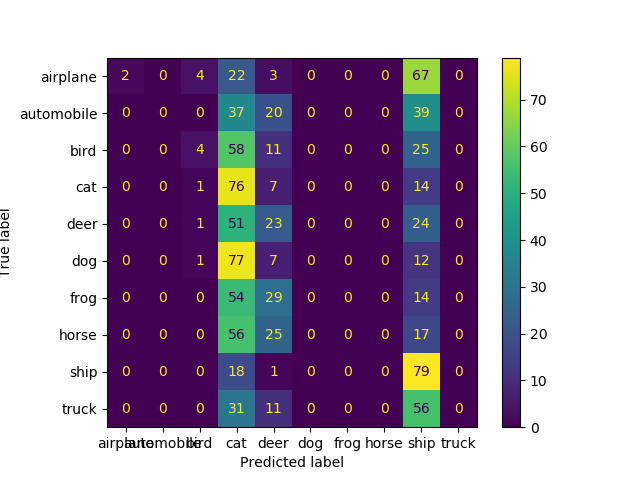 airplane 2 0 4 22 3 0 0 0 67 0
automobile 0 0 0 37 20 0 0 0 39 0
bird 0 0 4 58 11 0 0 0 25 0
cat 0 0 1 76 7 0 0 0 14 0
deer 0 0 1 51 23 0 0 0 24 0
dog 0 0 1 77 7 0 0 0 12 0
frog 0 0 0 54 29 0 0 0 14 0
horse 0 0 0 56 25 0 0 0 17 0
ship 0 0 0 18 1 0 0 0 79 0
truck 0 0 0 31 11 0 0 0 56 0
airplane automobile bird cat deer dog frog horse ship truck
Predicted label
True label
70
60
50
40
30
20
10
0